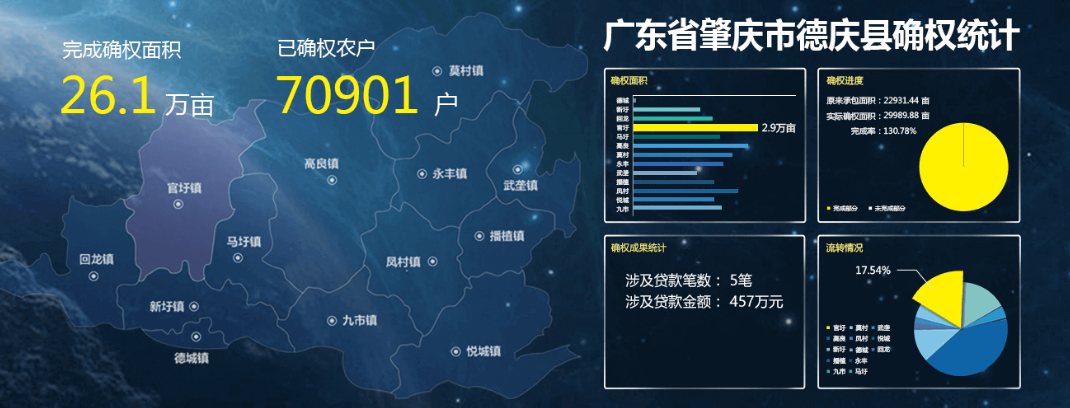 广东省肇庆市德庆县确权统计
完成确权面积
26.1 万亩
已确权农户
70901 户
莫村镇
高良镇
永丰镇
武垄镇
官圩镇
马圩镇
播植镇
回龙镇
凤村镇
新圩镇
九市镇
德城镇
悦城镇
确权面积
德城
新圩
回龙
官圩
2.9万亩
马圩
高良
莫村
永丰
武垄
播植
凤村
悦城
九市
确权进度
原来承包面积：22931.44 亩
实际确权面积：29989.88 亩
完成率：130.78%
完成部分 未完成部分
确权成果统计
涉及贷款笔数： 5笔
涉及贷款金额： 457万元
流转情况
17.54%
官圩 莫村 武垄
高良 凤村 悦城
新圩 德城 回龙
播植 永丰
九市 马圩